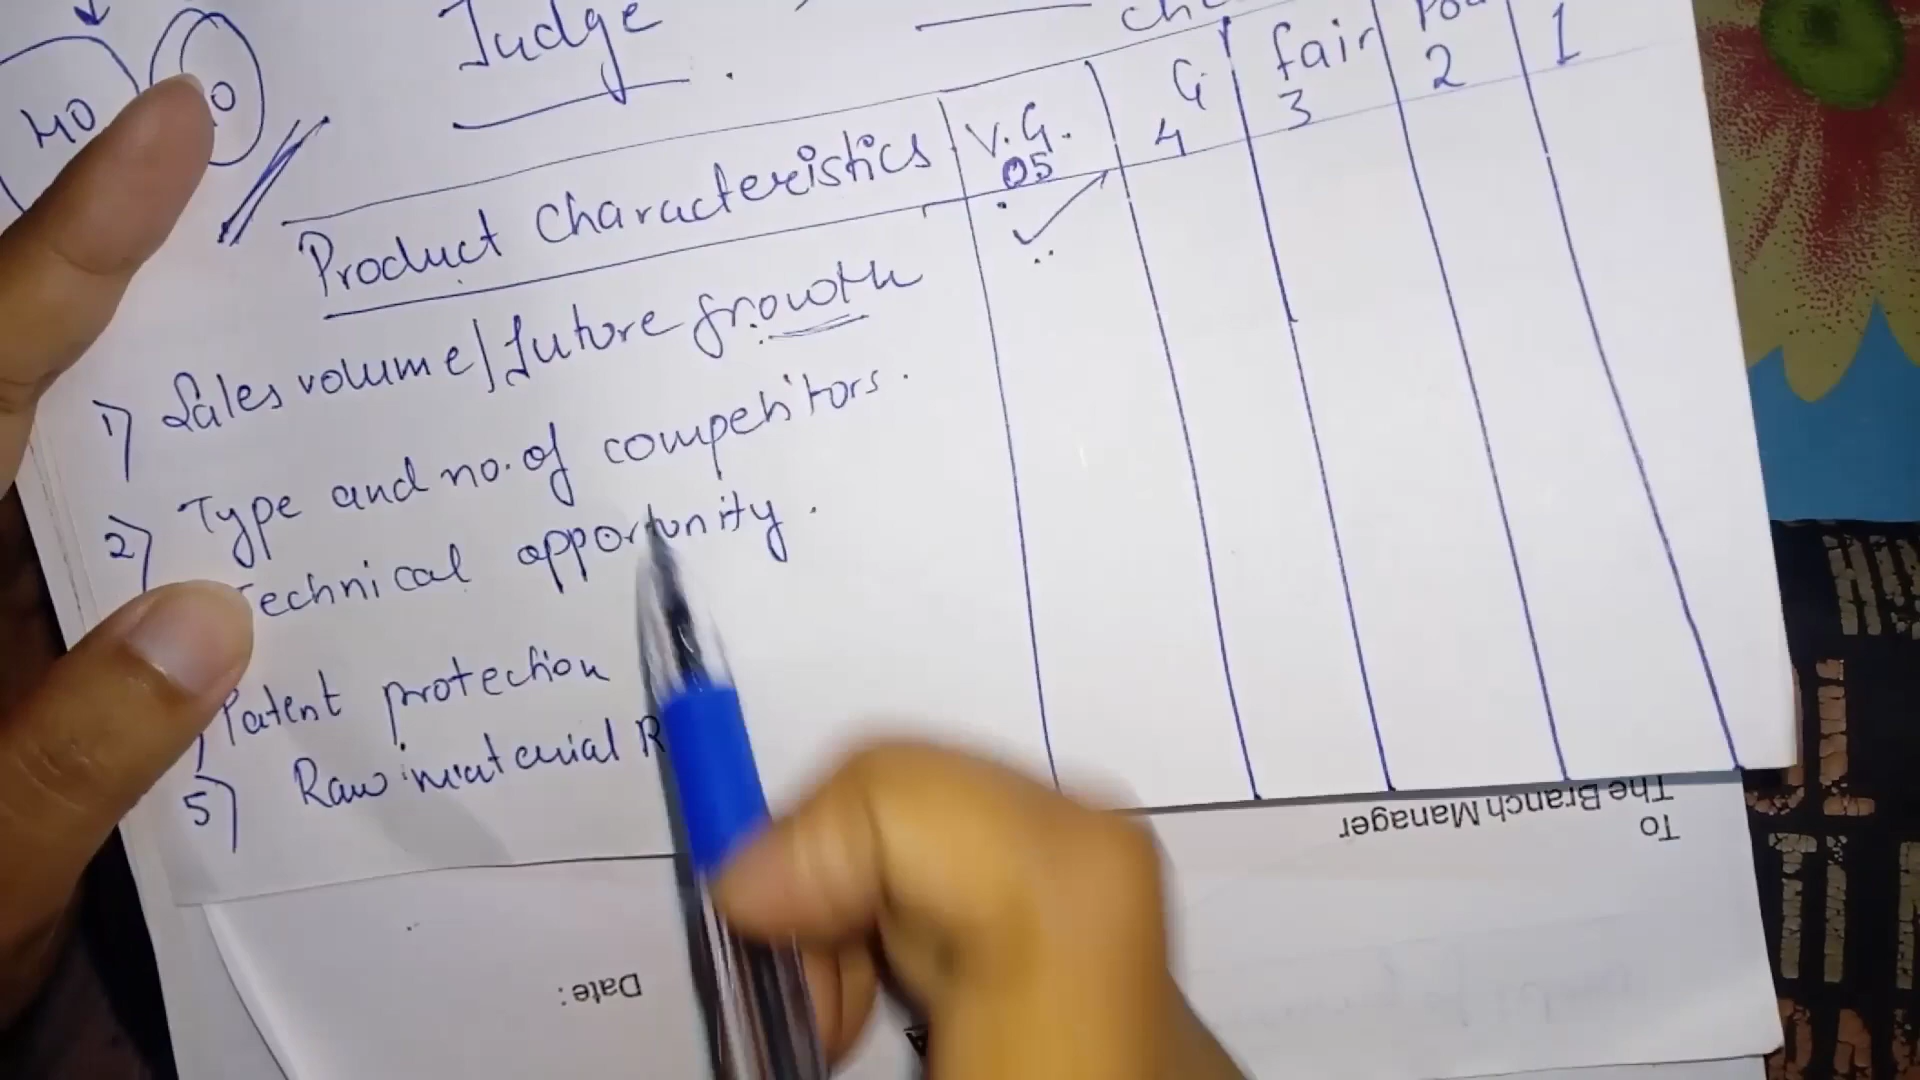 Judge
40
Product Characteristics V.G. G fair
05 4 3 2 1
1) Sales volume/future growth
2) Type and no. of competitors.
Technical opportunity.
Patent protection
5) Raw material R
To
The Branch Manager
Date: